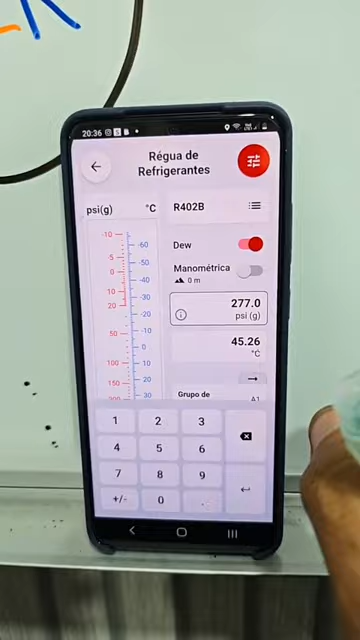 20:36
Régua de
Refrigerantes
psi(g)
°C
R402B
Dew
Manométrica
0 m
277.0
psi (g)
45.26
°C
Grupo de
A1
-10
5
0
10
20
50
100
150
200
-60
-50
-40
-30
-20
-10
0
10
20
30
1 2 3
4 5 6
7 8 9
+/- 0 .